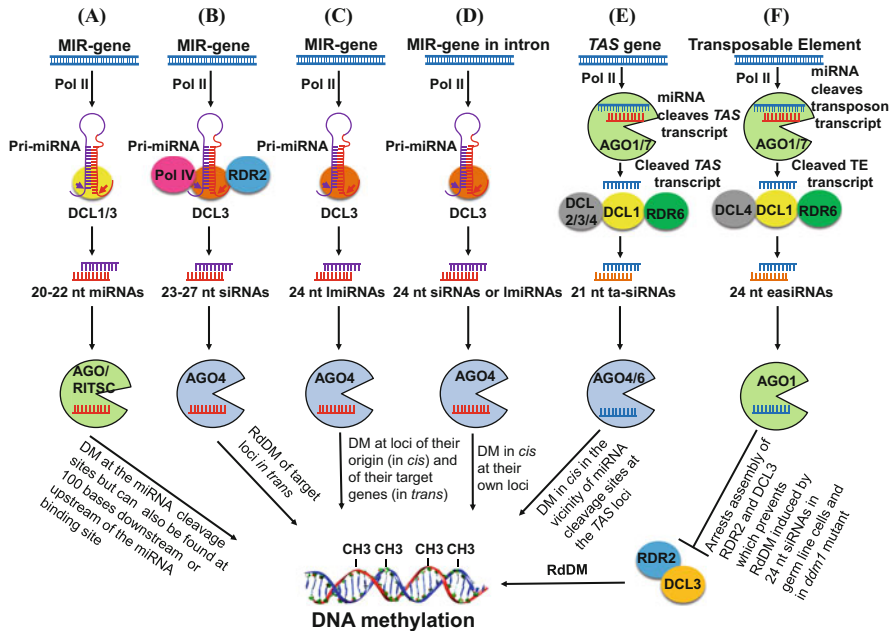 (A)
(B)
(C)
(D)
(E)
(F)
MIR-gene
MIR-gene
MIR-gene
MIR-gene in intron
TAS gene
Transposable Element
Pol II
Pol II
Pol II
Pol II
Pol II
Pol II
miRNA
cleaves TAS
transcript
miRNA
cleaves
transposon
transcript
Pri-miRNA
Pri-miRNA
Pri-miRNA
Pri-miRNA
AGO1/7
AGO1/7
Pol IV
RDR2
Cleaved TAS
transcript
Cleaved TE
transcript
DCL1/3
DCL3
DCL3
DCL3
DCL
2/3/4
DCL1
RDR6
DCL4
DCL1
RDR6
20-22 nt miRNAs
23-27 nt siRNAs
24 nt lmiRNAs
24 nt siRNAs or lmiRNAs
21 nt ta-siRNAs
24 nt easiRNAs
AGO/
RITSC
AGO4
AGO4
AGO4
AGO4/6
AGO1
DM at the miRNA cleavage
sites but can also be found at
100 bases downstream or
upstream of the miRNA
binding site
RdDM of target
loci in trans
DM at loci of their
origin (in cis) and
of their target
genes (in trans)
DM in cis
at their
own loci
DM in cis in the
vicinity of miRNA
cleavage sites at
the TAS loci
Arrests assembly of
RDR2 and DCL3
which prevents
RdDM induced by
24 nt siRNAs in
germ line cells and
in ddm1 mutant
CH3
CH3
CH3
CH3
RdDM
RDR2
DCL3
DNA methylation